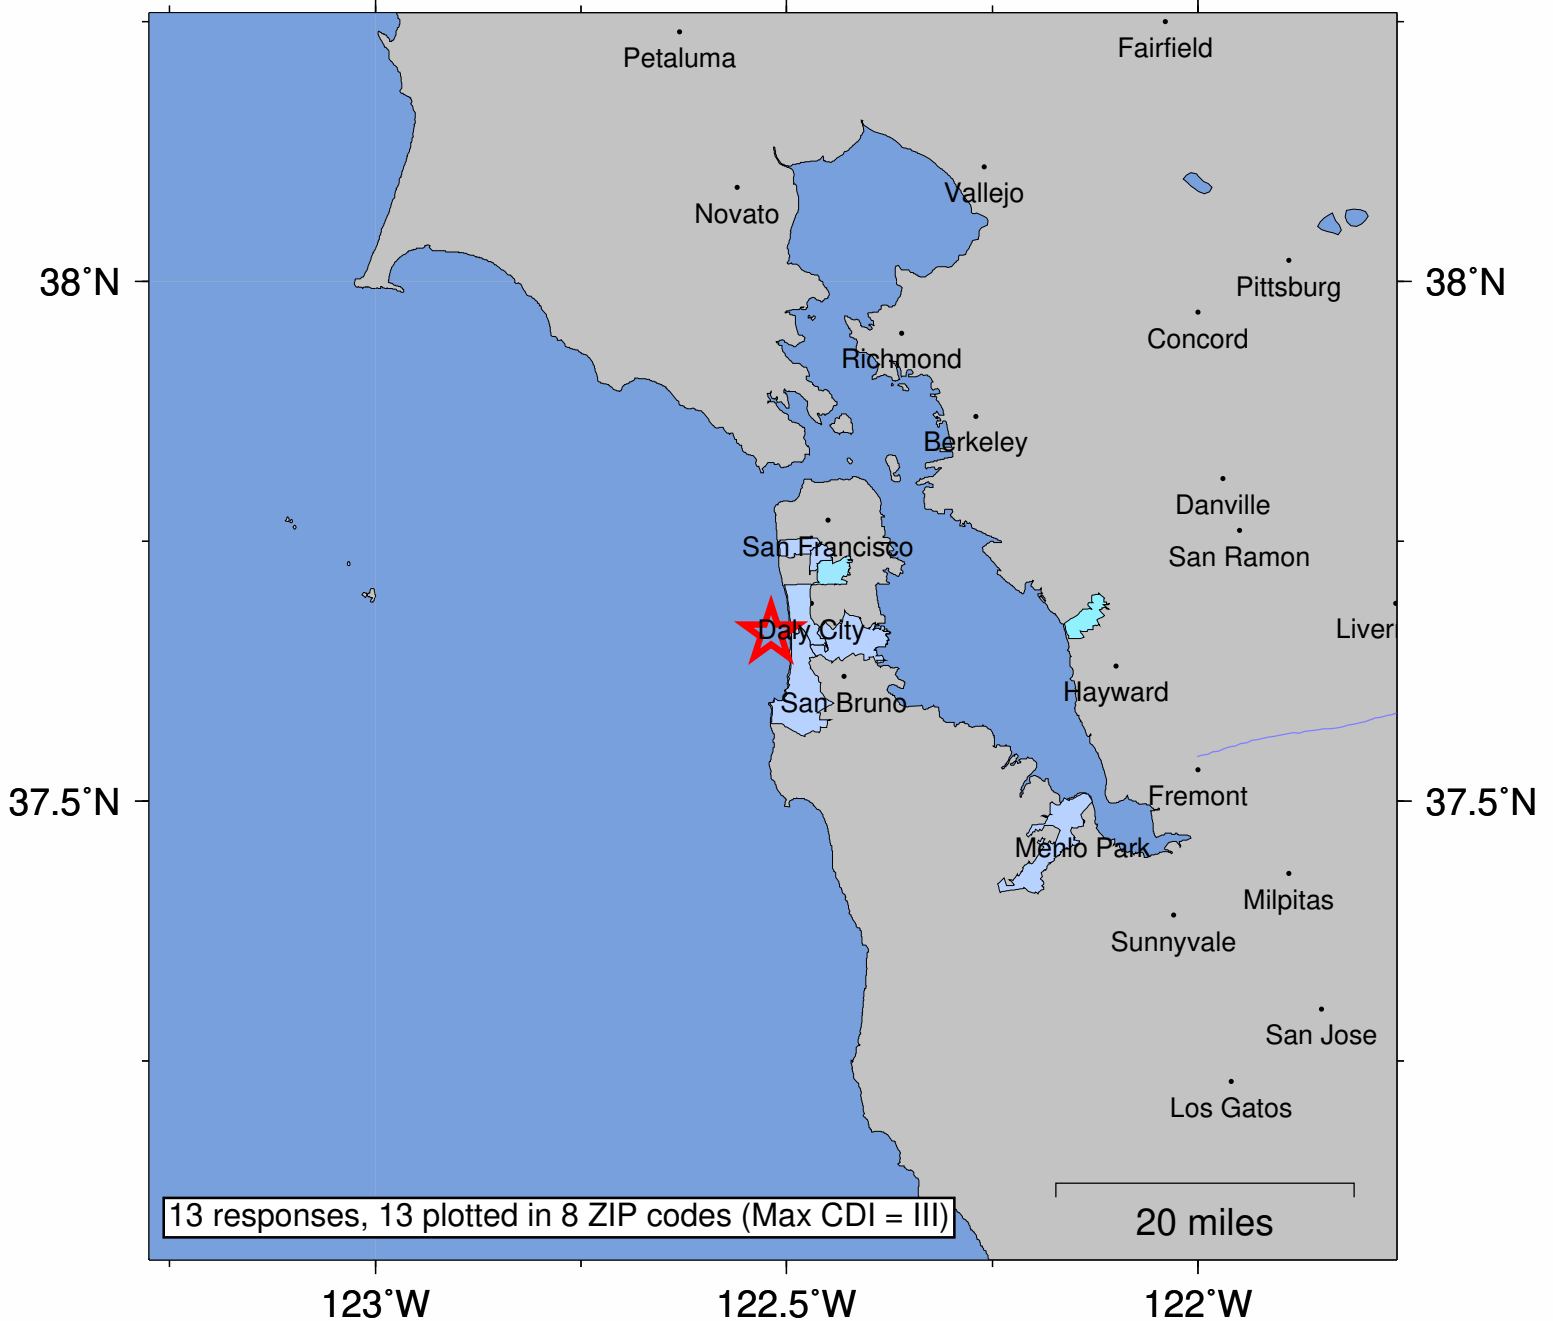 Petaluma
Fairfield
Novato
Vallejo
38˚N
38˚N
Pittsburg
Concord
Richmond
Berkeley
Danville
San Francisco
San Ramon
Daly City
Liver
Hayward
San Bruno
37.5˚N
37.5˚N
Fremont
Menlo Park
Milpitas
Sunnyvale
San Jose
Los Gatos
13 responses, 13 plotted in 8 ZIP codes (Max CDI = III)
20 miles
123˚W
122.5˚W
122˚W